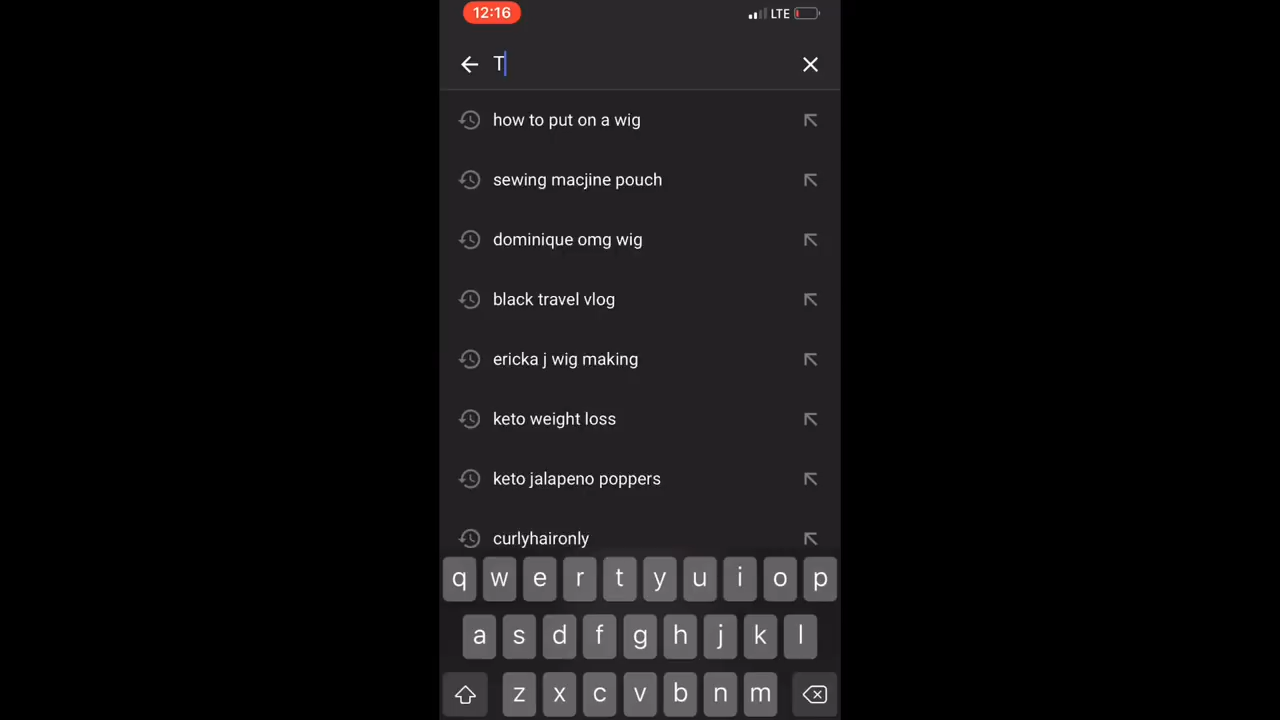 12:16 LTE
T
how to put on a wig
sewing macjine pouch
dominique omg wig
black travel vlog
ericka j wig making
keto weight loss
keto jalapeno poppers
curlyhaironly
q w e r t y u i o p
a s d f g h j k l
z x c v b n m